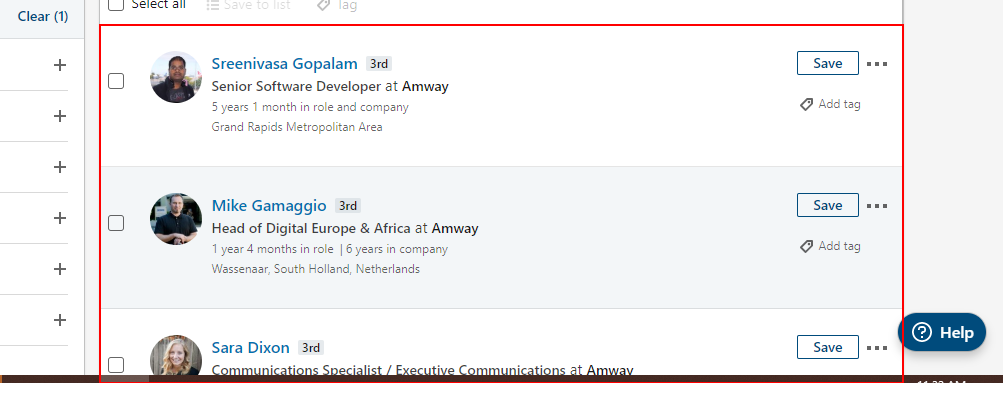 Clear (1)
Select all Save to list Tag
Sreenivasa Gopalam 3rd
Save
Senior Software Developer at Amway
5 years 1 month in role and company
Add tag
Grand Rapids Metropolitan Area
Mike Gamaggio 3rd
Save
Head of Digital Europe & Africa at Amway
1 year 4 months in role | 6 years in company
Add tag
Wassenaar, South Holland, Netherlands
Sara Dixon 3rd
Save
Help
Communications Specialist / Executive Communications at Amway